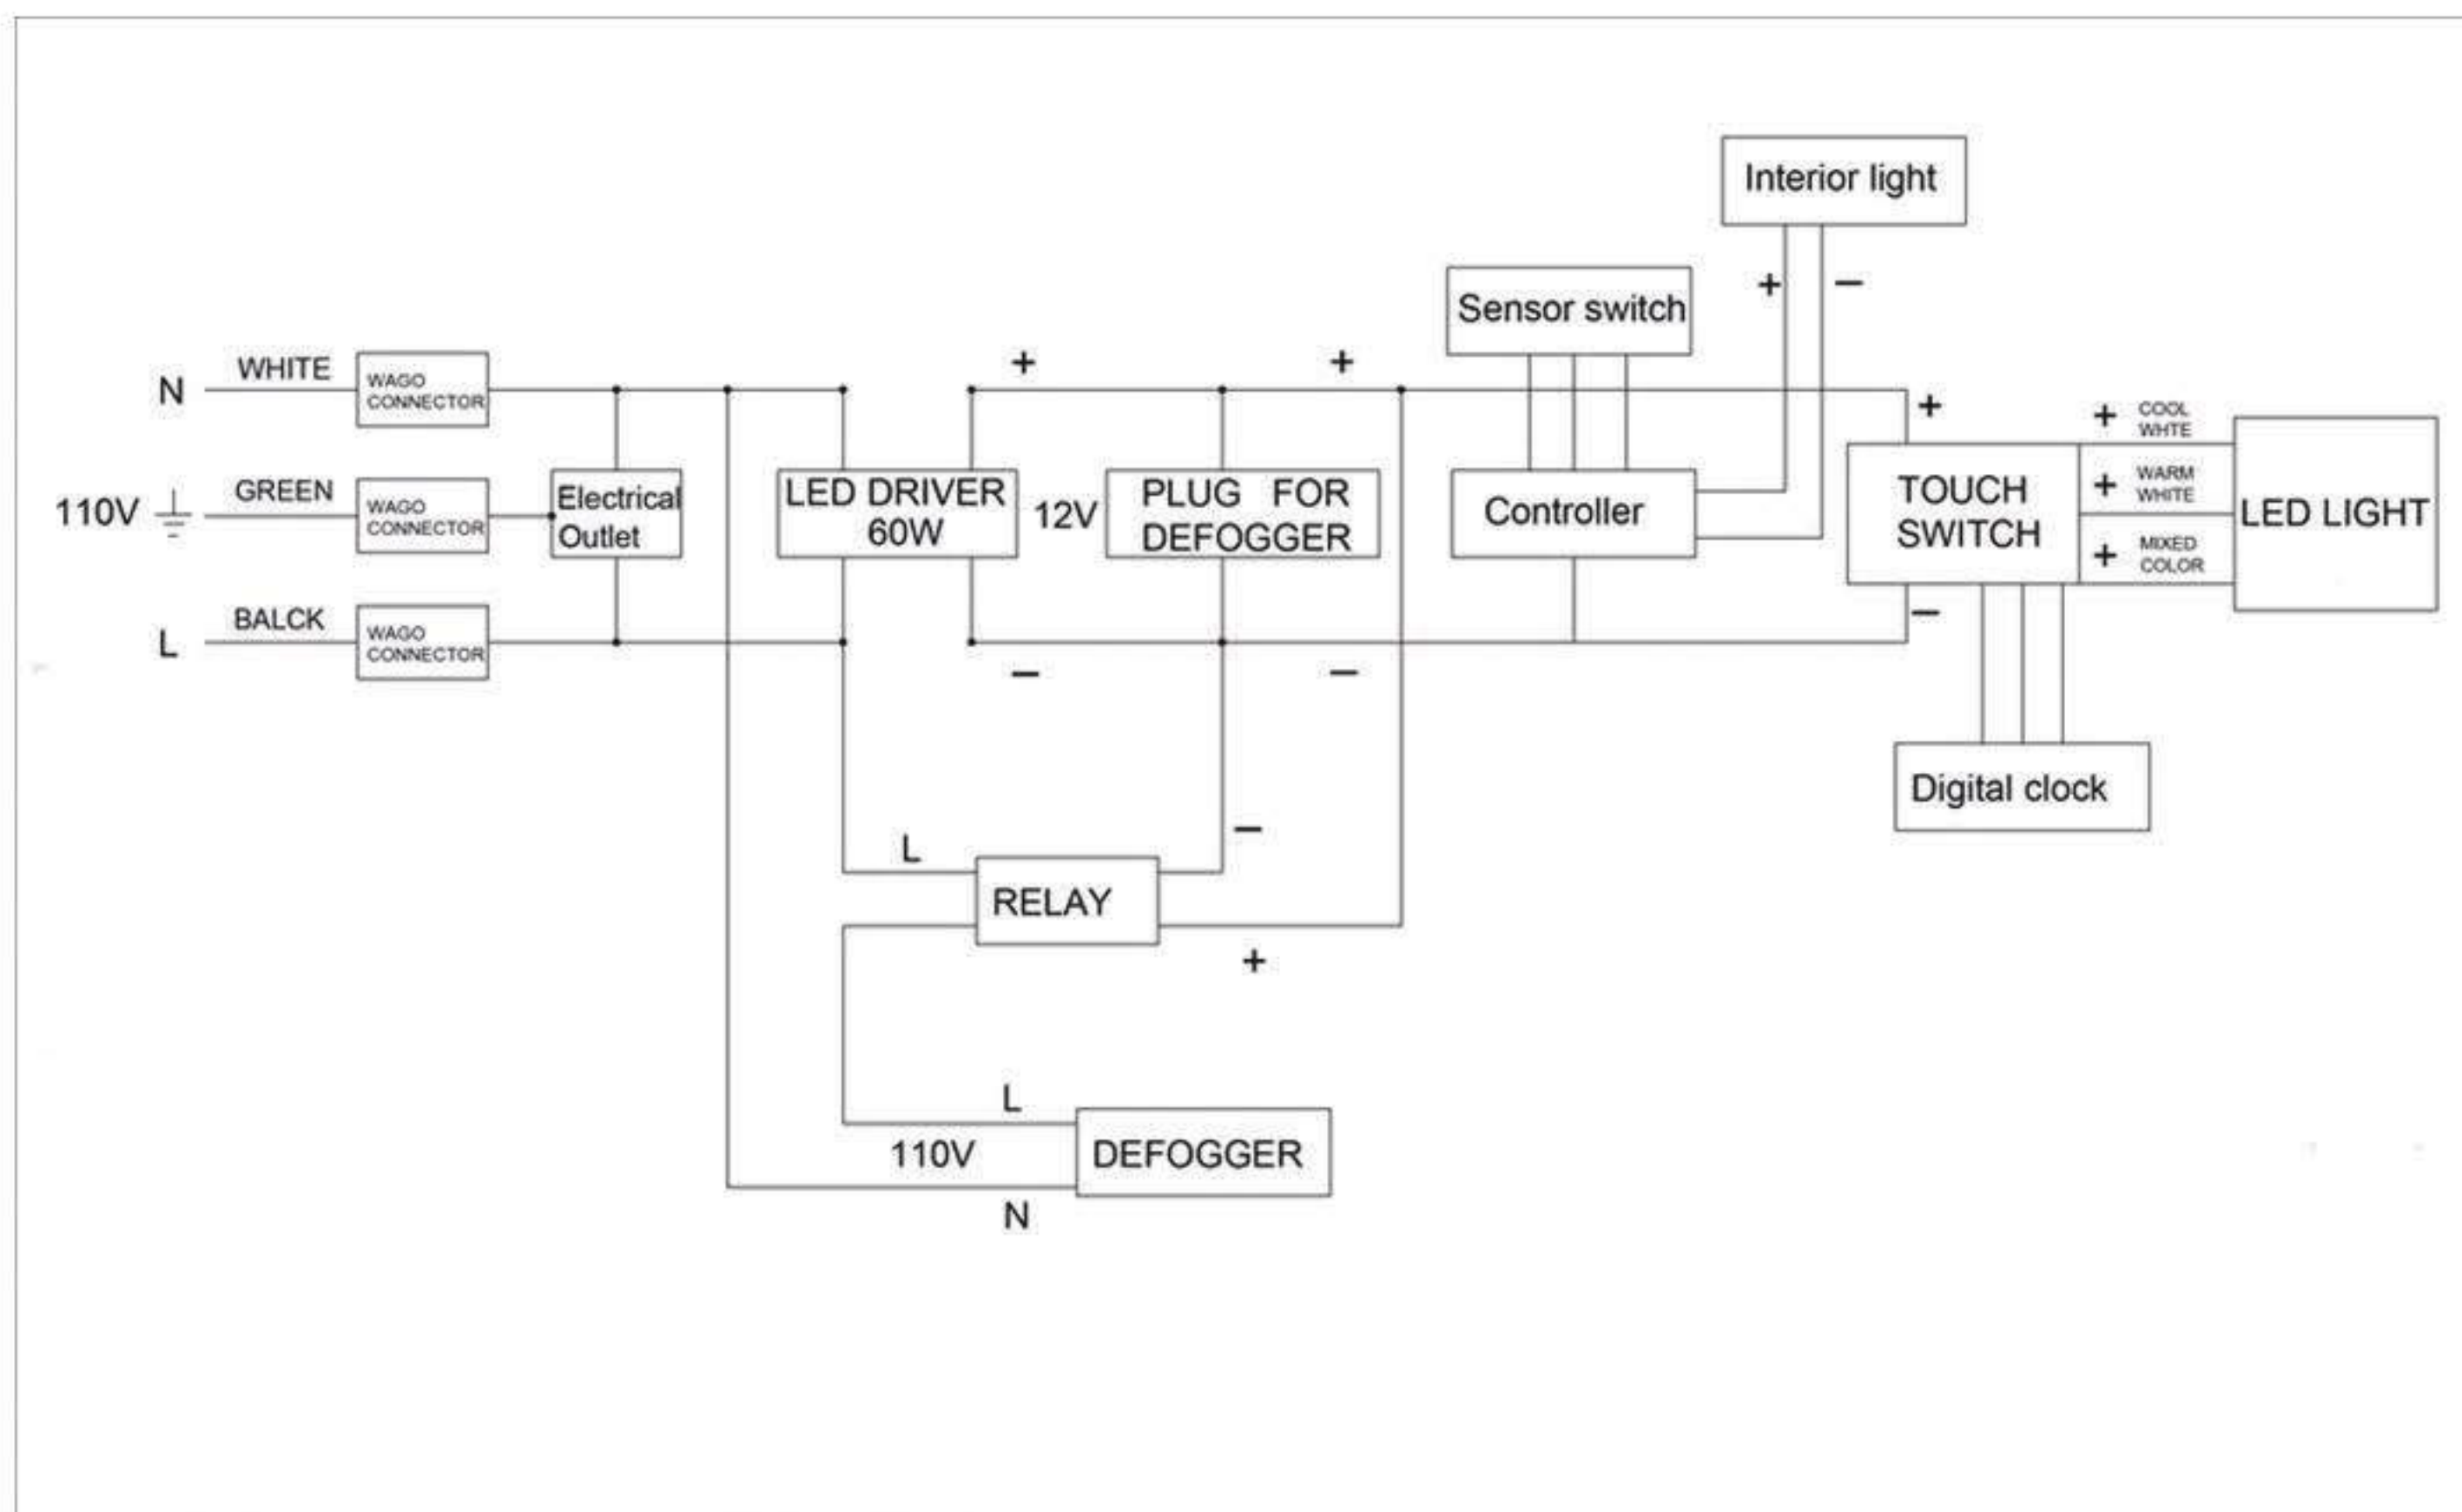 Interior light
+ −
Sensor switch
N WHITE
WAGO
CONNECTOR
+ +
110V GREEN
WAGO
CONNECTOR
Electrical
Outlet
LED DRIVER
60W
12V
PLUG FOR
DEFOGGER
Controller
+
TOUCH
SWITCH
−
+ COOL
WHTE
+ WARM
WHITE
+ MIXED
COLOR
LED LIGHT
L BALCK
WAGO
CONNECTOR
− −
Digital clock
L
−
RELAY
+
L
110V
DEFOGGER
N